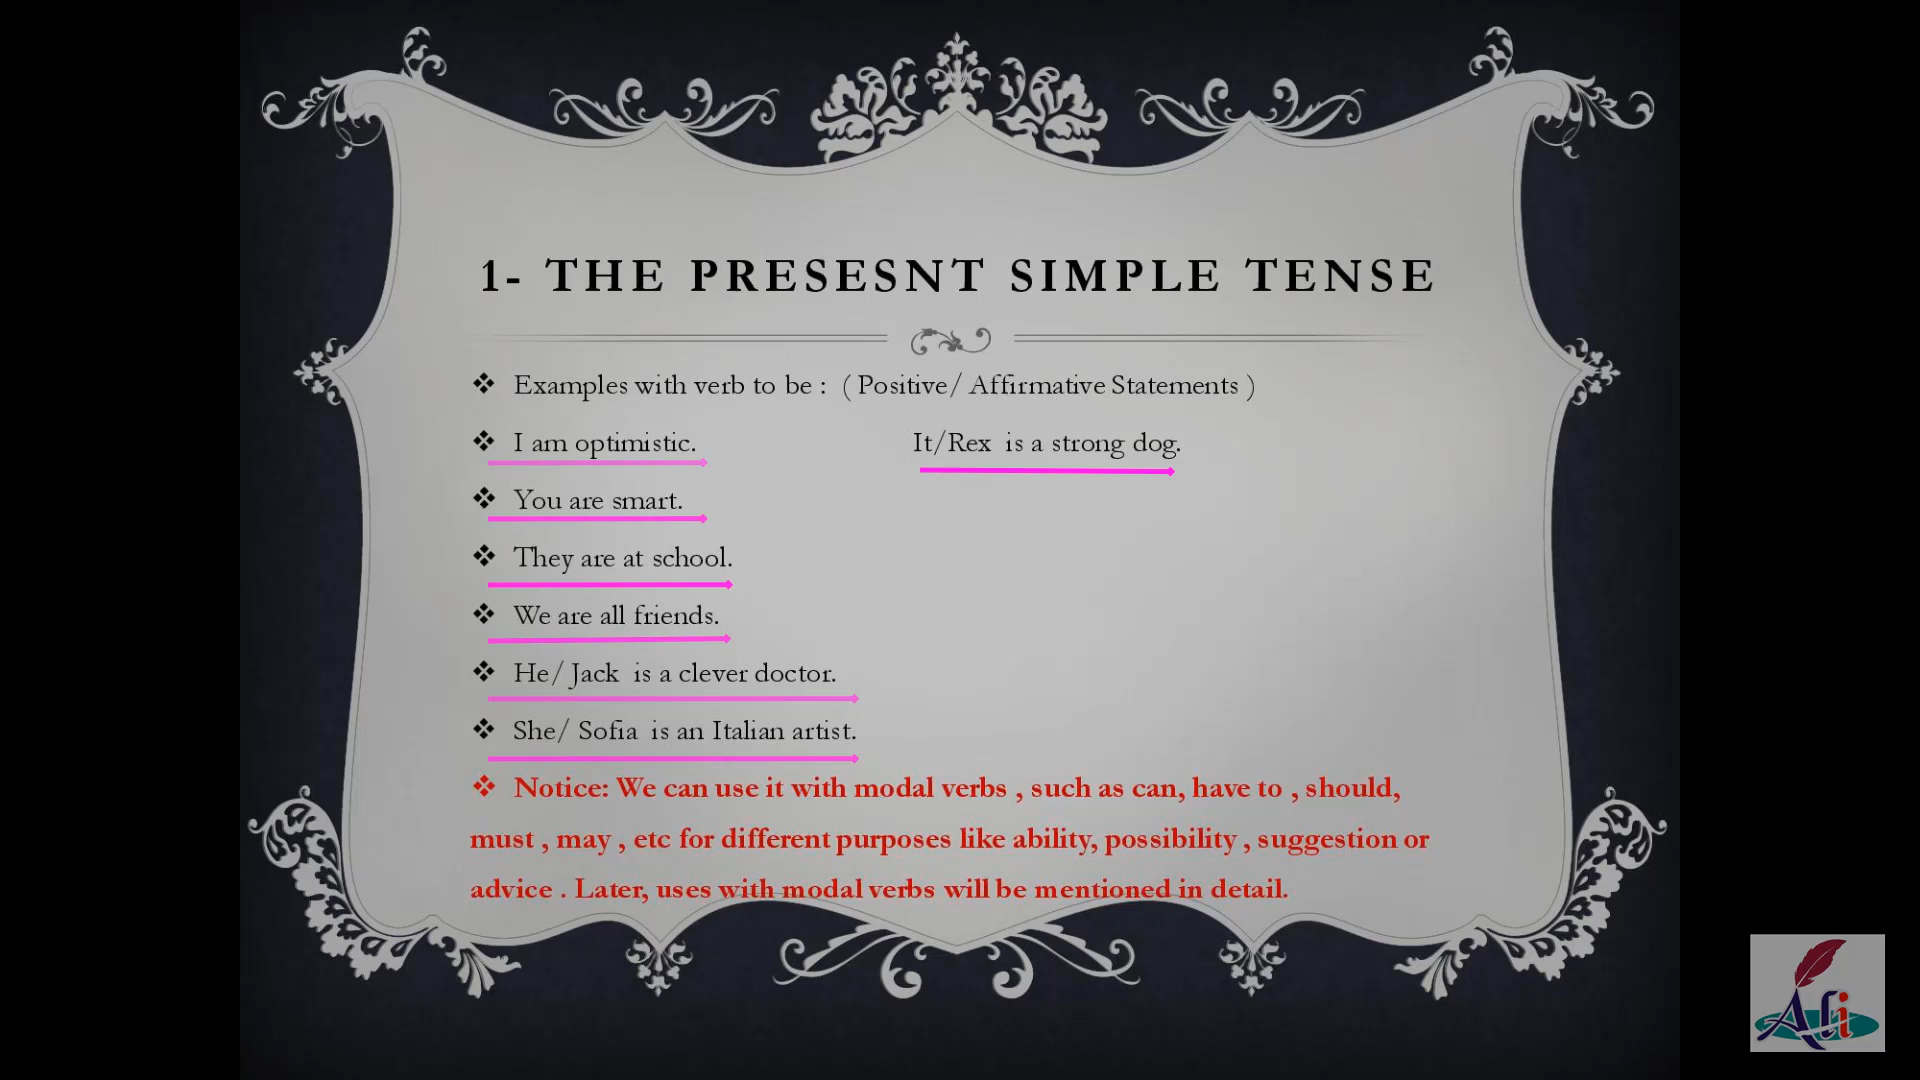 1- THE PRESESNT SIMPLE TENSE
❖ Examples with verb to be : ( Positive/ Affirmative Statements )
❖ I am optimistic. It/Rex is a strong dog.
❖ You are smart.
❖ They are at school.
❖ We are all friends.
❖ He/ Jack is a clever doctor.
❖ She/ Sofia is an Italian artist.
❖ Notice: We can use it with modal verbs , such as can, have to , should,
must , may , etc for different purposes like ability, possibility , suggestion or
advice . Later, uses with modal verbs will be mentioned in detail.
Ali